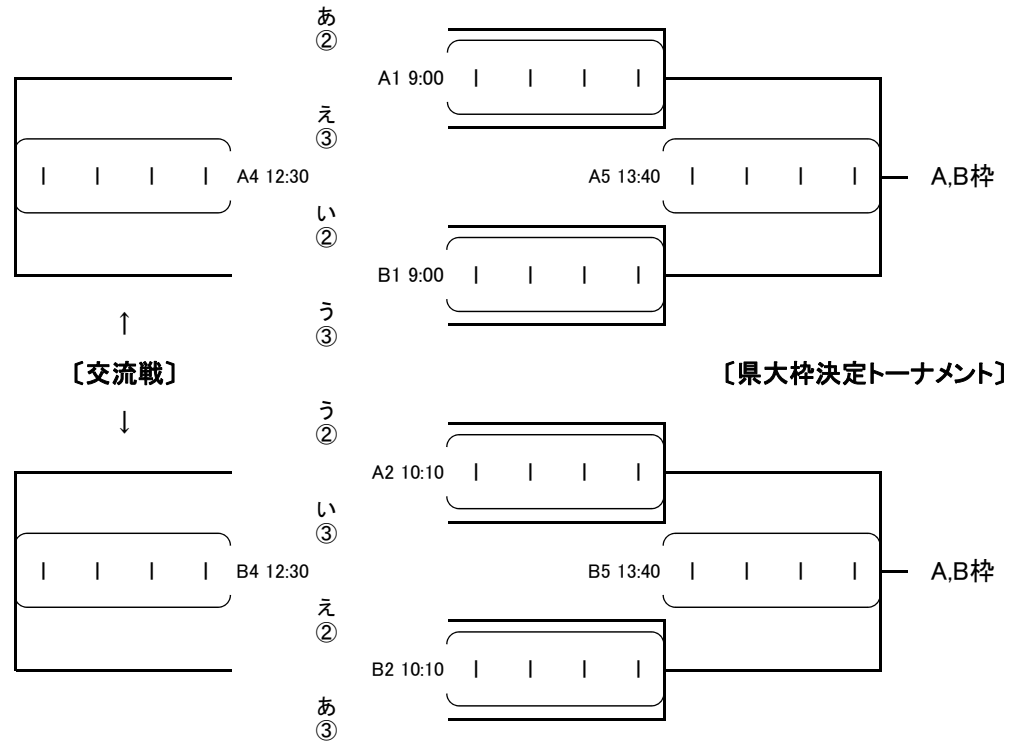 あ
②
A1 9:00 | | | |
え
③
| | | | A4 12:30
A5 13:40 | | | | A,B枠
い
②
B1 9:00 | | | |
う
③
↑
〔交流戦〕
〔県大枠決定トーナメント〕
↓
う
②
A2 10:10 | | | |
い
③
| | | | B4 12:30
B5 13:40 | | | | A,B枠
え
②
B2 10:10 | | | |
あ
③